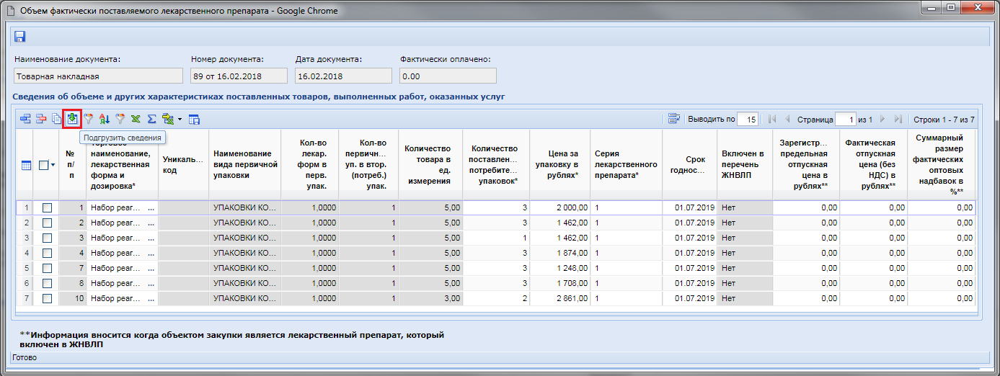 Объем фактически поставляемого лекарственного препарата - Google Chrome
Наименование документа: Номер документа: Дата документа: Фактически оплачено:
Товарная накладная 89 от 16.02.2018 16.02.2018 0.00
Сведения об объеме и других характеристиках поставленных товаров, выполненных работ, оказанных услуг
Выводить по 15 Страница 1 из 1 Строки 1 - 7 из 7
Подгрузить сведения
№ п/п
наименование, лекарственная форма и дозировка*
Уникаль... код
Наименование вида первичной упаковки
Кол-во лекар. форм в перв. упак.
Кол-во первичн... уп. в втор. (потреб.) упак.
Количество товара в ед. измерения
Количество поставлен... потребите... упаковок*
Цена за упаковку в рублях*
Серия лекарственного препарата*
Срок годнос...
Включен в перечень ЖНВЛП
Зарегистр... предельная отпускная цена в рублях**
Фактическая отпускная цена (без НДС) в рублях**
Суммарный размер фактических оптовых надбавок в %**
1 1 Набор реаг... ... УПАКОВКИ КО... 1,0000 1 5,00 3 2 000,00 1 01.07.2019 Нет 0,00 0,00 0,00
2 2 Набор реаг... ... УПАКОВКИ КО... 1,0000 1 5,00 3 1 462,00 1 01.07.2019 Нет 0,00 0,00 0,00
3 3 Набор реаг... ... УПАКОВКИ КО... 1,0000 1 5,00 1 1 462,00 1 01.07.2019 Нет 0,00 0,00 0,00
4 4 Набор реаг... ... УПАКОВКИ КО... 1,0000 1 5,00 3 1 874,00 1 01.07.2019 Нет 0,00 0,00 0,00
5 7 Набор реаг... ... УПАКОВКИ КО... 1,0000 1 5,00 3 1 248,00 1 01.07.2019 Нет 0,00 0,00 0,00
6 8 Набор реаг... ... УПАКОВКИ КО... 1,0000 1 5,00 3 1 708,00 1 01.07.2019 Нет 0,00 0,00 0,00
7 10 Набор реаг... ... УПАКОВКИ КО... 1,0000 1 3,00 2 2 861,00 1 01.07.2019 Нет 0,00 0,00 0,00
**Информация вносится когда объектом закупки является лекарственный препарат, который
включен в ЖНВЛП
Готово